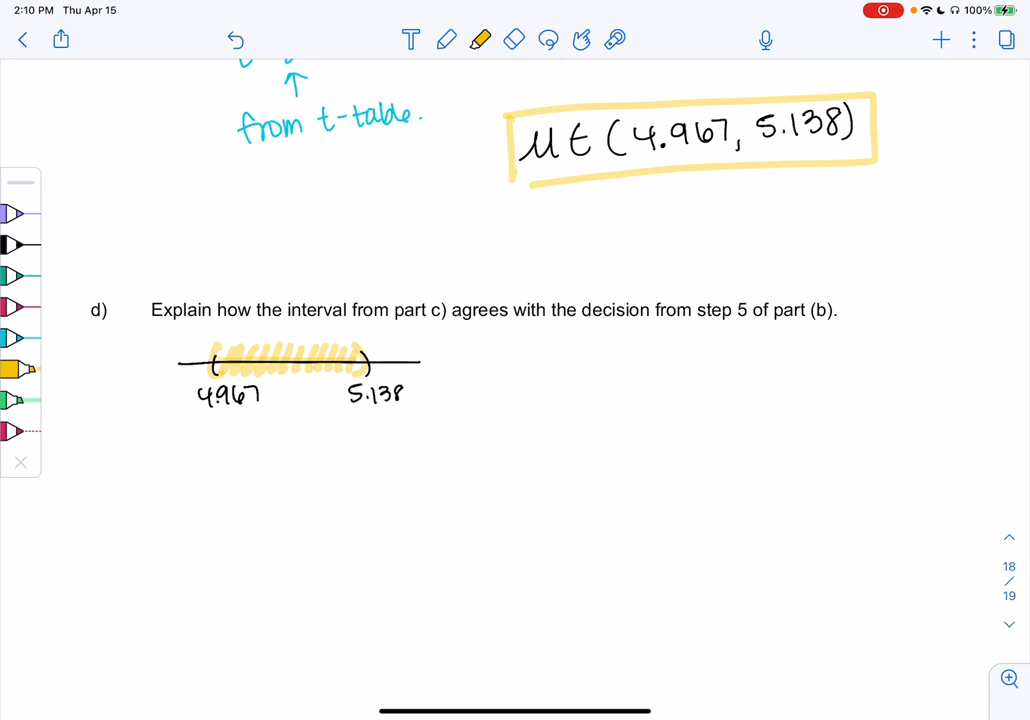 2:10 PM Thu Apr 15
100%
T
from t-table.
μ ∈ (4.967, 5.138)
d) Explain how the interval from part c) agrees with the decision from step 5 of part (b).
4.967 5.138
18
/
19